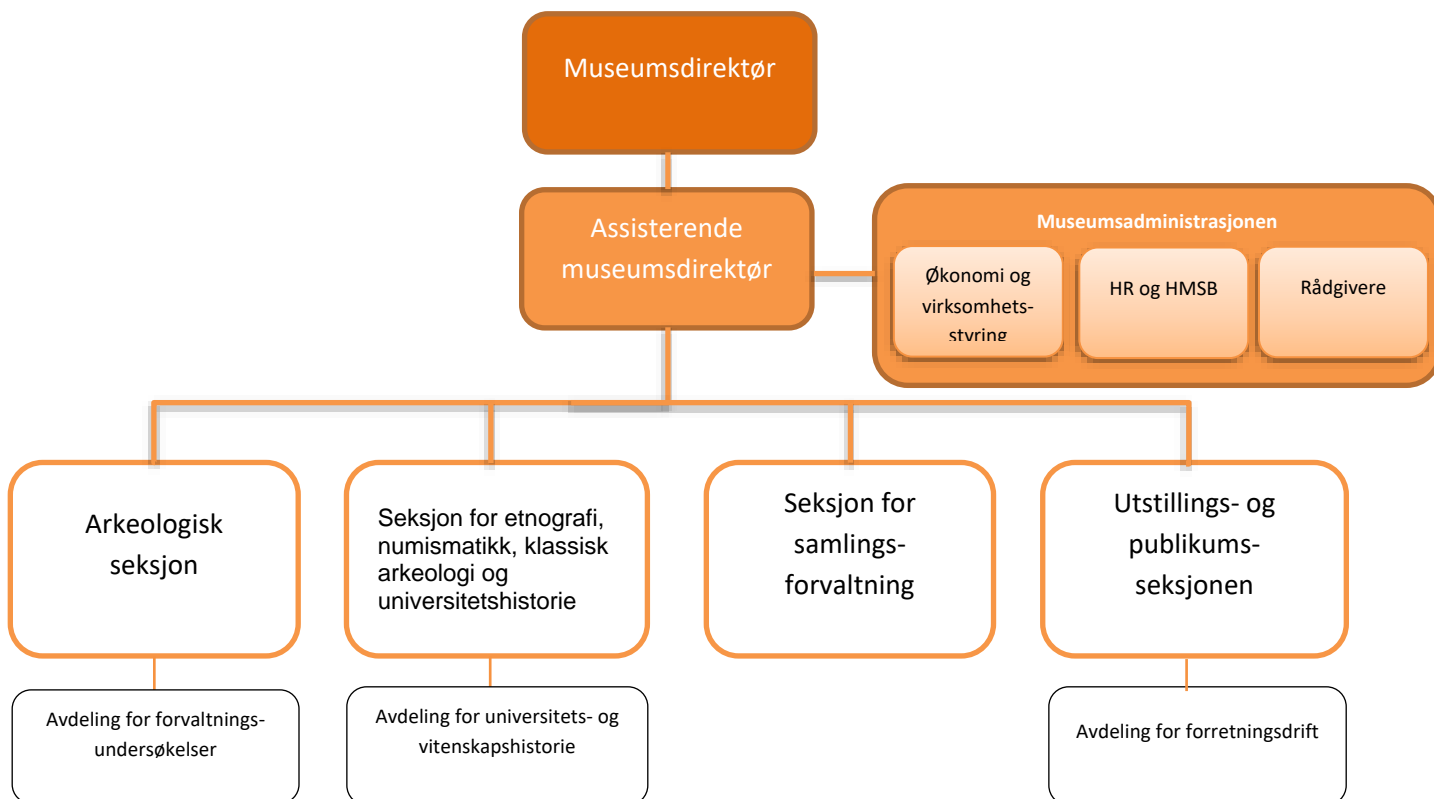 Museumsdirektør
Assisterende
museumsdirektør
Museumsadministrasjonen
Økonomi og
virksomhets-
styring
HR og HMSB
Rådgivere
Arkeologisk
seksjon
Seksjon for etnografi,
numismatikk, klassisk
arkeologi og
universitetshistorie
Seksjon for
samlings-
forvaltning
Utstillings- og
publikums-
seksjonen
Avdeling for forvaltnings-
undersøkelser
Avdeling for universitets- og
vitenskapshistorie
Avdeling for forretningsdrift